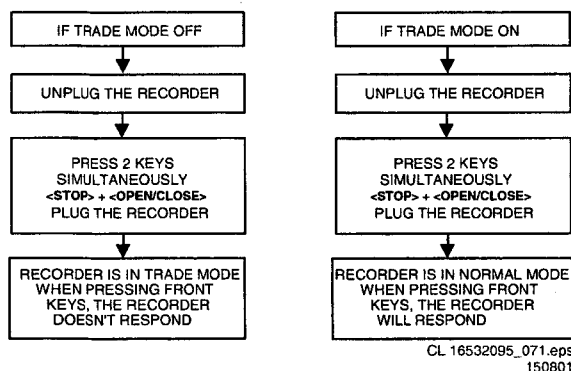 IF TRADE MODE OFF
UNPLUG THE RECORDER
PRESS 2 KEYS
SIMULTANEOUSLY
<STOP> + <OPEN/CLOSE>
PLUG THE RECORDER
RECORDER IS IN TRADE MODE
WHEN PRESSING FRONT
KEYS, THE RECORDER
DOESN'T RESPOND
IF TRADE MODE ON
UNPLUG THE RECORDER
PRESS 2 KEYS
SIMULTANEOUSLY
<STOP> + <OPEN/CLOSE>
PLUG THE RECORDER
RECORDER IS IN NORMAL MODE
WHEN PRESSING FRONT
KEYS, THE RECORDER
WILL RESPOND
CL 16532095_071.eps
150801